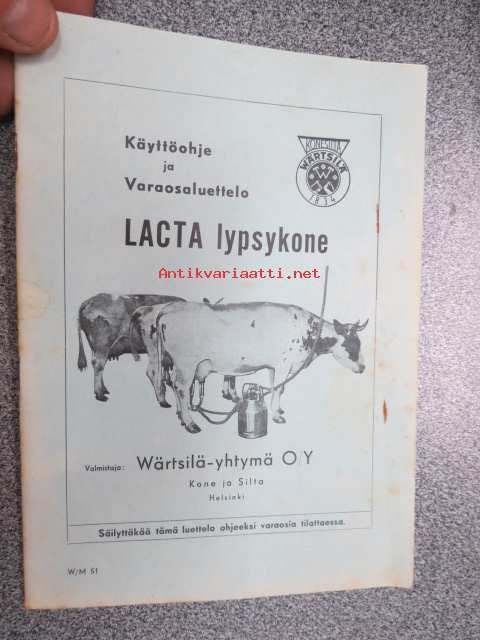 Käyttöohje
ja
Varaosaluettelo
KONESILTA
WÄRTSILÄ
W
1834
LACTA lypsykone
Antikvariaatti.net
Valmistaja: Wärtsilä-yhtymä O/Y
Kone ja Silta
Helsinki
Säilyttäkää tämä luettelo ohjeeksi varaosia tilattaessa.
W/M 51